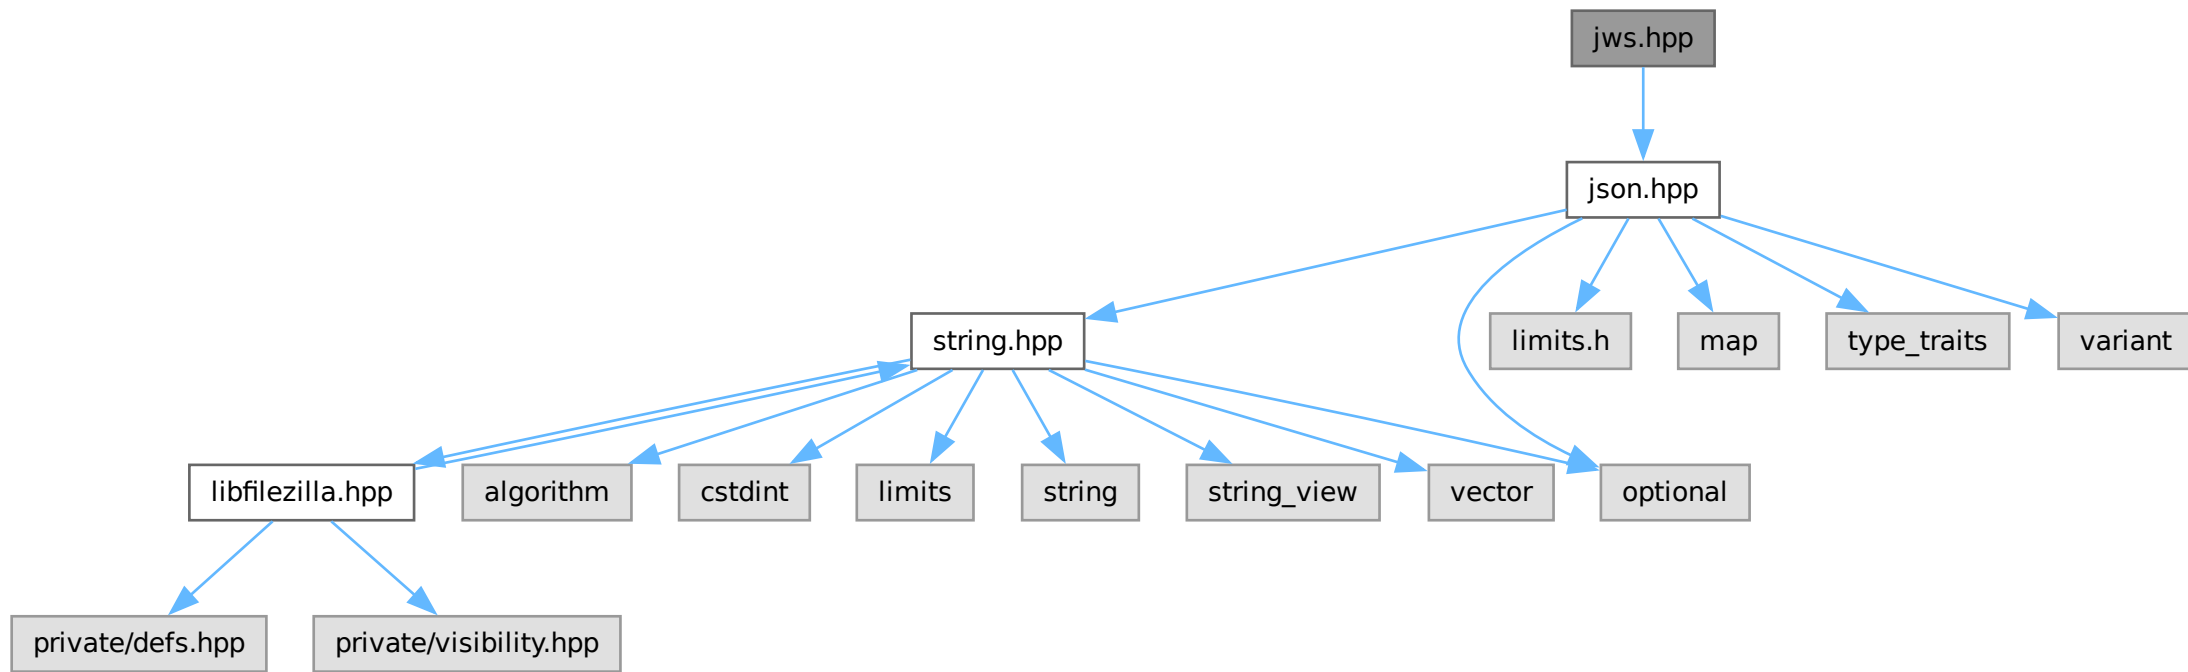 jws.hpp
json.hpp
string.hpp
limits.h
map
type_traits
variant
libfilezilla.hpp
algorithm
cstdint
limits
string
string_view
vector
optional
private/defs.hpp
private/visibility.hpp